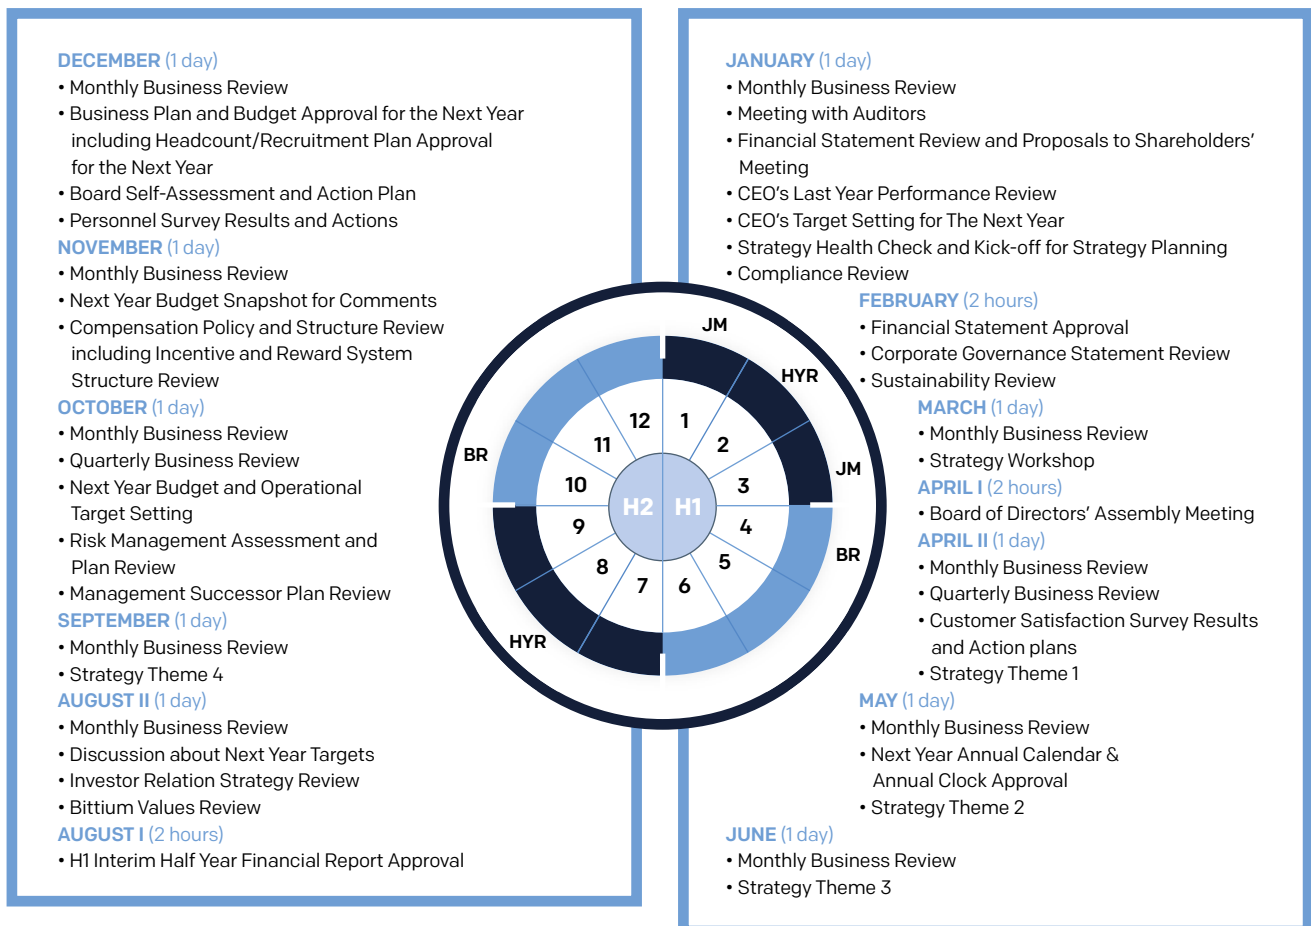 DECEMBER (1 day)
• Monthly Business Review
• Business Plan and Budget Approval for the Next Year
including Headcount/Recruitment Plan Approval
for the Next Year
• Board Self-Assessment and Action Plan
• Personnel Survey Results and Actions
NOVEMBER (1 day)
• Monthly Business Review
• Next Year Budget Snapshot for Comments
• Compensation Policy and Structure Review
including Incentive and Reward System
Structure Review
OCTOBER (1 day)
• Monthly Business Review
• Quarterly Business Review
• Next Year Budget and Operational
Target Setting
• Risk Management Assessment and
Plan Review
• Management Successor Plan Review
SEPTEMBER (1 day)
• Monthly Business Review
• Strategy Theme 4
AUGUST II (1 day)
• Monthly Business Review
• Discussion about Next Year Targets
• Investor Relation Strategy Review
• Bittium Values Review
AUGUST I (2 hours)
• H1 Interim Half Year Financial Report Approval
JM
HYR
JM
BR
HYR
BR
1
2
3
4
5
6
7
8
9
10
11
12
H2
H1
JANUARY (1 day)
• Monthly Business Review
• Meeting with Auditors
• Financial Statement Review and Proposals to Shareholders’
Meeting
• CEO’s Last Year Performance Review
• CEO’s Target Setting for The Next Year
• Strategy Health Check and Kick-off for Strategy Planning
• Compliance Review
FEBRUARY (2 hours)
• Financial Statement Approval
• Corporate Governance Statement Review
• Sustainability Review
MARCH (1 day)
• Monthly Business Review
• Strategy Workshop
APRIL I (2 hours)
• Board of Directors’ Assembly Meeting
APRIL II (1 day)
• Monthly Business Review
• Quarterly Business Review
• Customer Satisfaction Survey Results
and Action plans
• Strategy Theme 1
MAY (1 day)
• Monthly Business Review
• Next Year Annual Calendar &
Annual Clock Approval
• Strategy Theme 2
JUNE (1 day)
• Monthly Business Review
• Strategy Theme 3